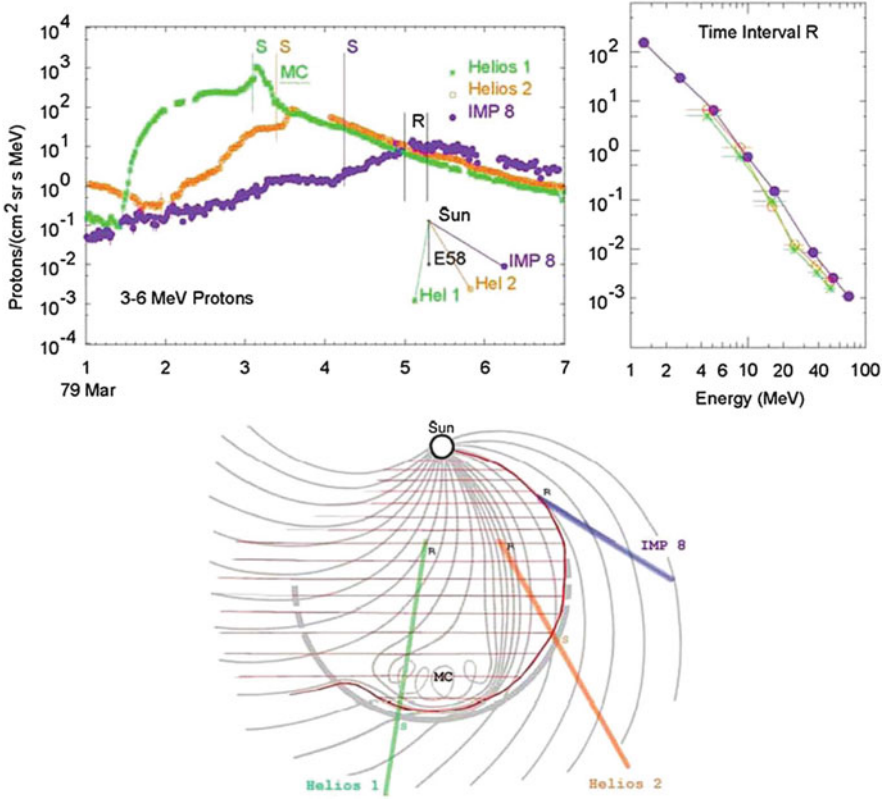 Protons/(cm² sr s MeV)
10⁴
10³
10²
10¹
10⁰
10⁻¹
10⁻²
10⁻³
10⁻⁴
S
S
S
MC
Helios 1
Helios 2
IMP 8
R
Sun
E58
IMP 8
Hel 2
Hel 1
3-6 MeV Protons
1 2 3 4 5 6 7
79 Mar
Time Interval R
10²
10¹
10⁰
10⁻¹
10⁻²
10⁻³
1 2 4 6 10 20 40 100
Energy (MeV)
Sun
R
R
R
IMP 8
S
MC
S
Helios 1
Helios 2